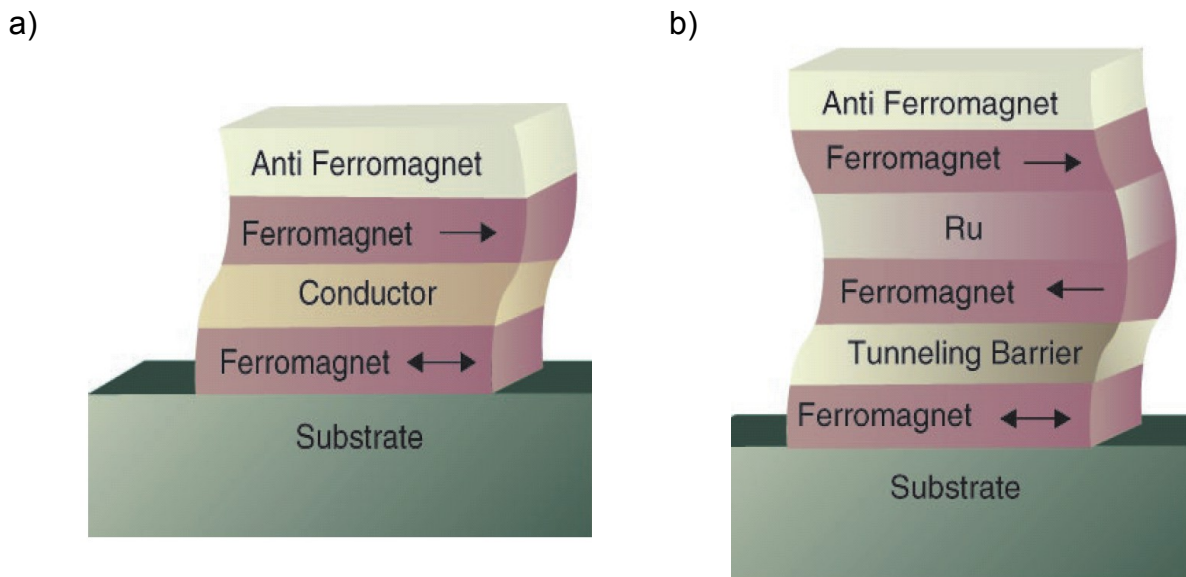 a)
Anti Ferromagnet
Ferromagnet
Conductor
Ferromagnet
Substrate
b)
Anti Ferromagnet
Ferromagnet
Ru
Ferromagnet
Tunneling Barrier
Ferromagnet
Substrate